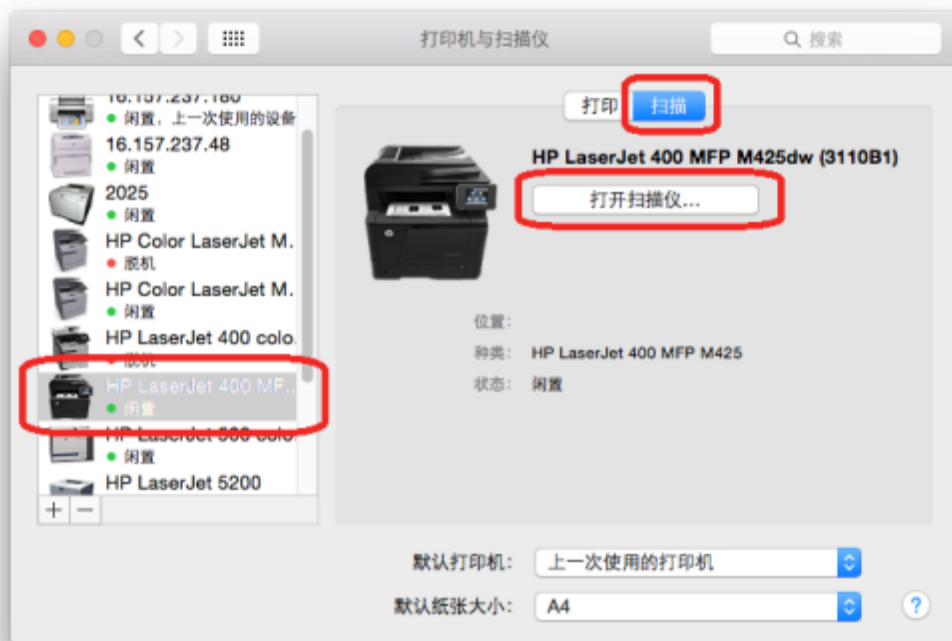 打印机与扫描仪
搜索
16.157.237.180
闲置，上一次使用的设备
16.157.237.48
闲置
2025
闲置
HP Color LaserJet M.
脱机
HP Color LaserJet M.
闲置
HP LaserJet 400 colo.
脱机
HP LaserJet 400 MF...
闲置
HP LaserJet 500 colo.
闲置
HP LaserJet 5200
打印
扫描
HP LaserJet 400 MFP M425dw (3110B1)
打开扫描仪...
位置:
种类: HP LaserJet 400 MFP M425
状态: 闲置
默认打印机: 上一次使用的打印机
默认纸张大小: A4
?